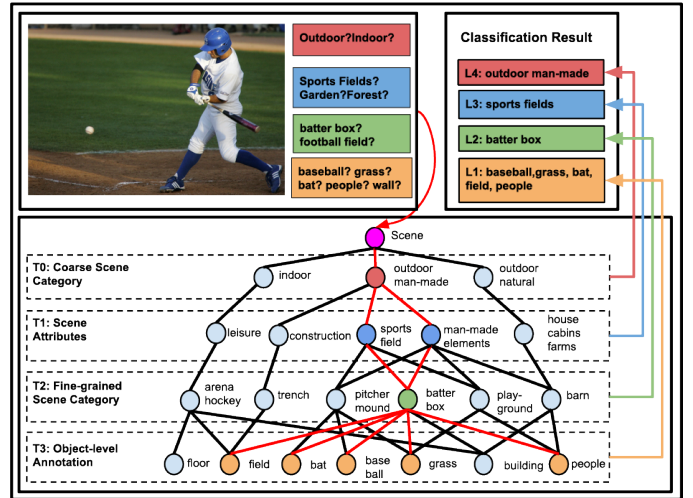 Outdoor?Indoor?
Sports Fields?
Garden?Forest?
batter box?
football field?
baseball? grass?
bat? people? wall?
Classification Result
L4: outdoor man-made
L3: sports fields
L2: batter box
L1: baseball,grass, bat,
field, people
Scene
T0: Coarse Scene
Category
indoor
outdoor
man-made
outdoor
natural
T1: Scene
Attributes
leisure
construction
sports
field
man-made
elements
house
cabins
farms
T2: Fine-grained
Scene Category
arena
hockey
trench
pitcher
mound
batter
box
play-
ground
barn
T3: Object-level
Annotation
floor
field
bat
base
ball
grass
building
people